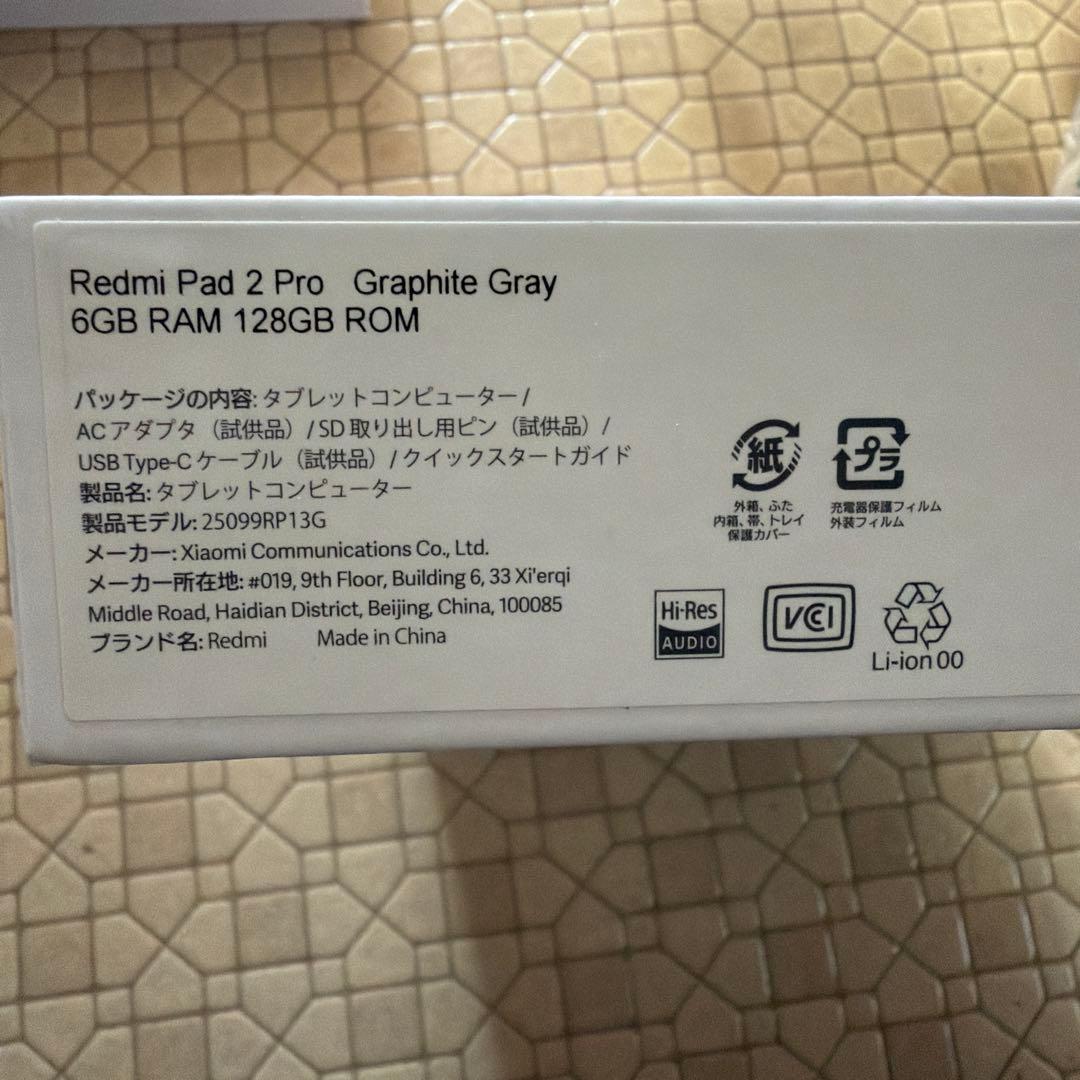 Redmi Pad 2 Pro Graphite Gray
6GB RAM 128GB ROM
パッケージの内容: タブレットコンピューター /
ACアダプタ（試供品）/ SD 取り出し用ピン（試供品）/
USB Type-C ケーブル（試供品）/ クイックスタートガイド
製品名: タブレットコンピューター
製品モデル: 25099RP13G
メーカー: Xiaomi Communications Co., Ltd.
メーカー所在地: #019, 9th Floor, Building 6, 33 Xi'erqi
Middle Road, Haidian District, Beijing, China, 100085
ブランド名: Redmi Made in China
紙
外箱、ふた
内箱、帯、トレイ
保護カバー
プラ
充電器保護フィルム
外装フィルム
Hi-Res
AUDIO
VCCI
Li-ion 00